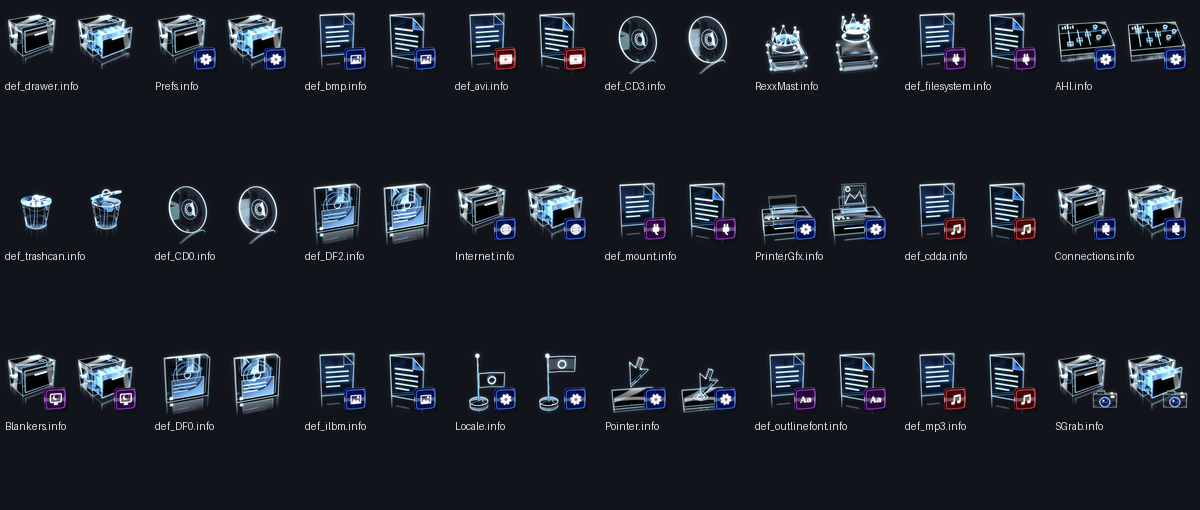 def_drawer.info
Prefs.info
def_bmp.info
def_avi.info
def_CD3.info
RexxMast.info
def_filesystem.info
AHI.info
def_trashcan.info
def_CD0.info
def_DF2.info
Internet.info
def_mount.info
PrinterGfx.info
def_cdda.info
Connections.info
Aa
Aa
Blankers.info
def_DF0.info
def_ilbm.info
Locale.info
Pointer.info
def_outlinefont.info
def_mp3.info
SGrab.info